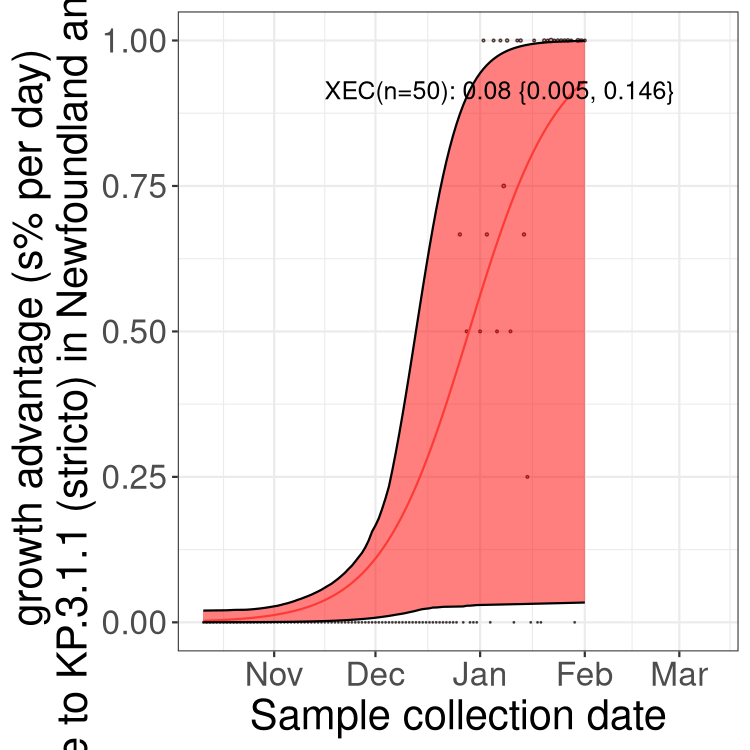 growth advantage (s% per day)
e to KP.3.1.1 (stricto) in Newfoundland an
1.00
0.75
0.50
0.25
0.00
XEC(n=50): 0.08 {0.005, 0.146}
Nov Dec Jan Feb Mar
Sample collection date